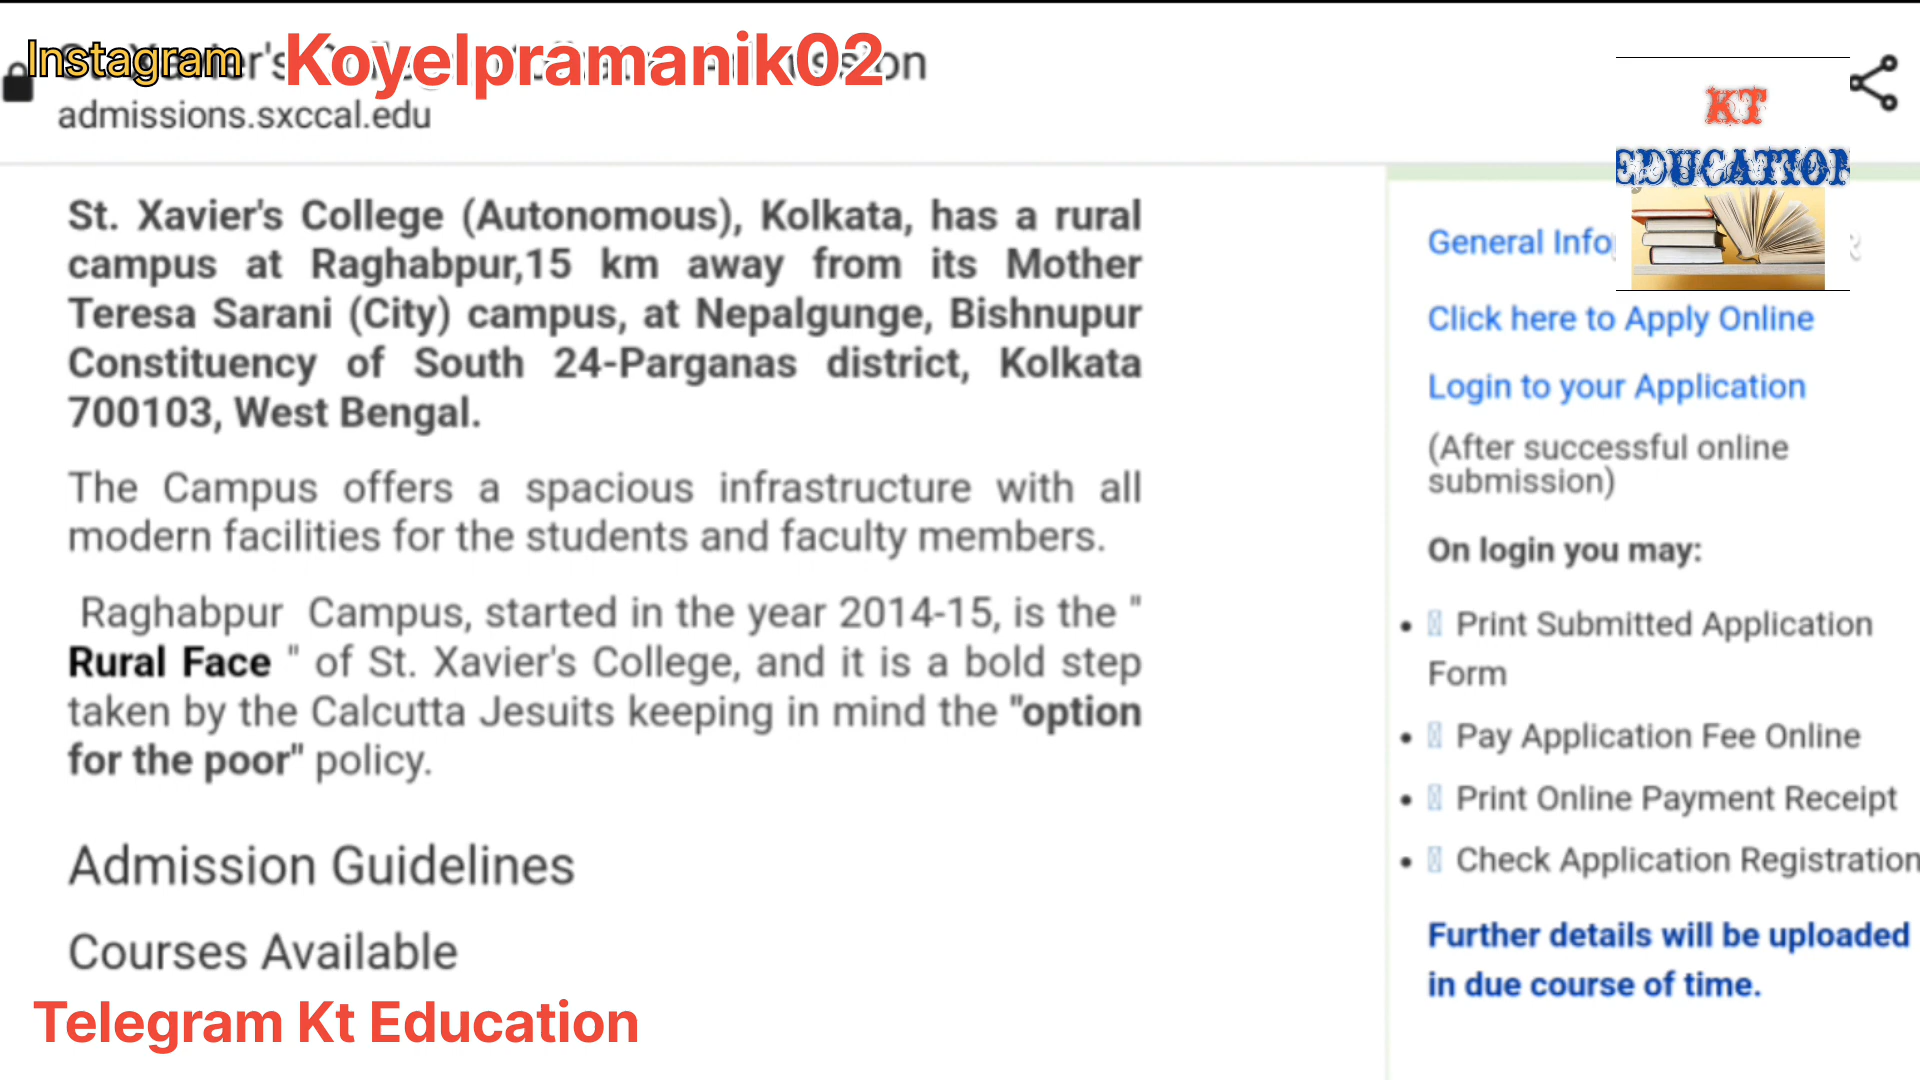 Instagram Koyelpramanik02
admissions.sxccal.edu
KT
EDUCATION
St. Xavier's College (Autonomous), Kolkata, has a rural
campus at Raghabpur,15 km away from its Mother
Teresa Sarani (City) campus, at Nepalgunge, Bishnupur
Constituency of South 24-Parganas district, Kolkata
700103, West Bengal.
The Campus offers a spacious infrastructure with all
modern facilities for the students and faculty members.
Raghabpur Campus, started in the year 2014-15, is the "
Rural Face " of St. Xavier's College, and it is a bold step
taken by the Calcutta Jesuits keeping in mind the "option
for the poor" policy.
Admission Guidelines
Courses Available
Telegram Kt Education
General Info
Click here to Apply Online
Login to your Application
(After successful online
submission)
On login you may:
• Print Submitted Application
Form
• Pay Application Fee Online
• Print Online Payment Receipt
• Check Application Registration
Further details will be uploaded
in due course of time.